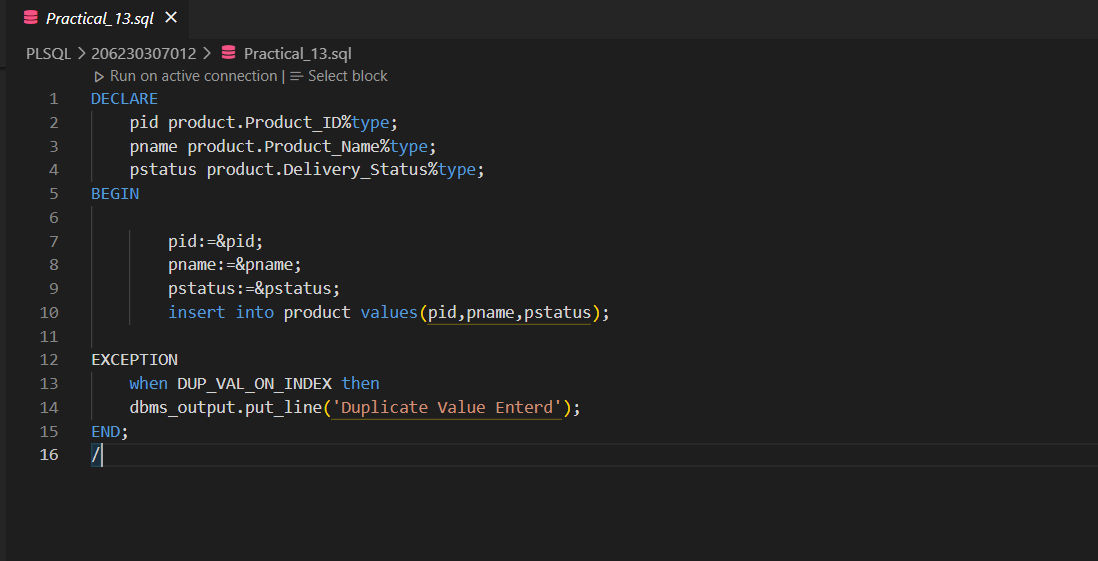 Practical_13.sql
PLSQL > 206230307012 > Practical_13.sql
Run on active connection | Select block
1 DECLARE
2 pid product.Product_ID%type;
3 pname product.Product_Name%type;
4 pstatus product.Delivery_Status%type;
5 BEGIN
6
7 pid:=&pid;
8 pname:=&pname;
9 pstatus:=&pstatus;
10 insert into product values(pid,pname,pstatus);
11
12 EXCEPTION
13 when DUP_VAL_ON_INDEX then
14 dbms_output.put_line('Duplicate Value Enterd');
15 END;
16 /